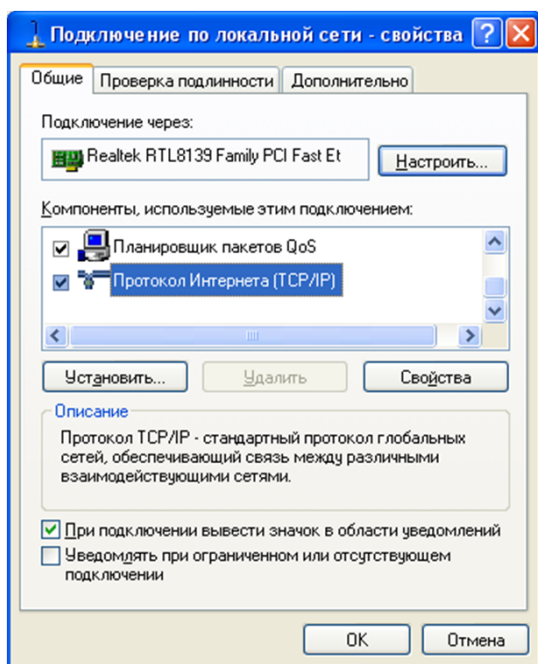 Подключение по локальной сети - свойства
Общие
Проверка подлинности
Дополнительно
Подключение через:
Realtek RTL8139 Family PCI Fast Et
Настроить...
Компоненты, используемые этим подключением:
Планировщик пакетов QoS
Протокол Интернета (TCP/IP)
Установить...
Удалить
Свойства
Описание
Протокол TCP/IP - стандартный протокол глобальных
сетей, обеспечивающий связь между различными
взаимодействующими сетями.
При подключении вывести значок в области уведомлений
Уведомлять при ограниченном или отсутствующем
подключении
OK
Отмена